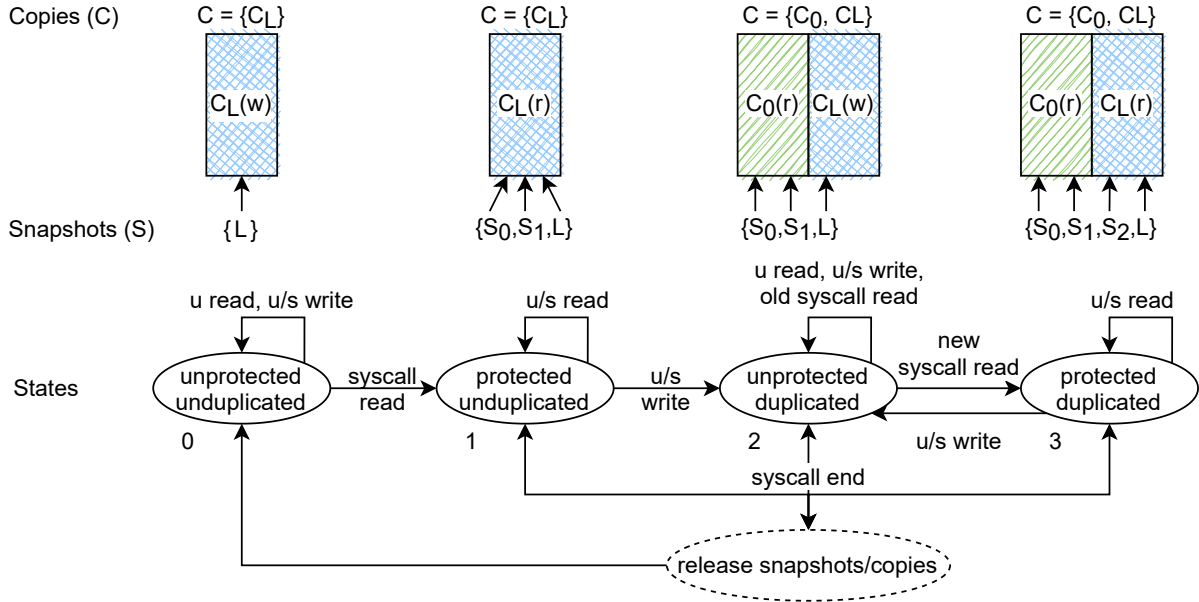 Copies (C)
C = {CL}
C = {CL}
C = {C0, CL}
C = {C0, CL}
CL(w)
CL(r)
C0(r)
CL(w)
C0(r)
CL(r)
Snapshots (S)
{L}
{S0,S1,L}
{S0,S1,L}
{S0,S1,S2,L}
u read, u/s write
u/s read
u read, u/s write,
old syscall read
u/s read
States
unprotected
unduplicated
syscall
read
protected
unduplicated
u/s
write
unprotected
duplicated
new
syscall read
protected
duplicated
0
1
2
3
u/s write
syscall end
release snapshots/copies